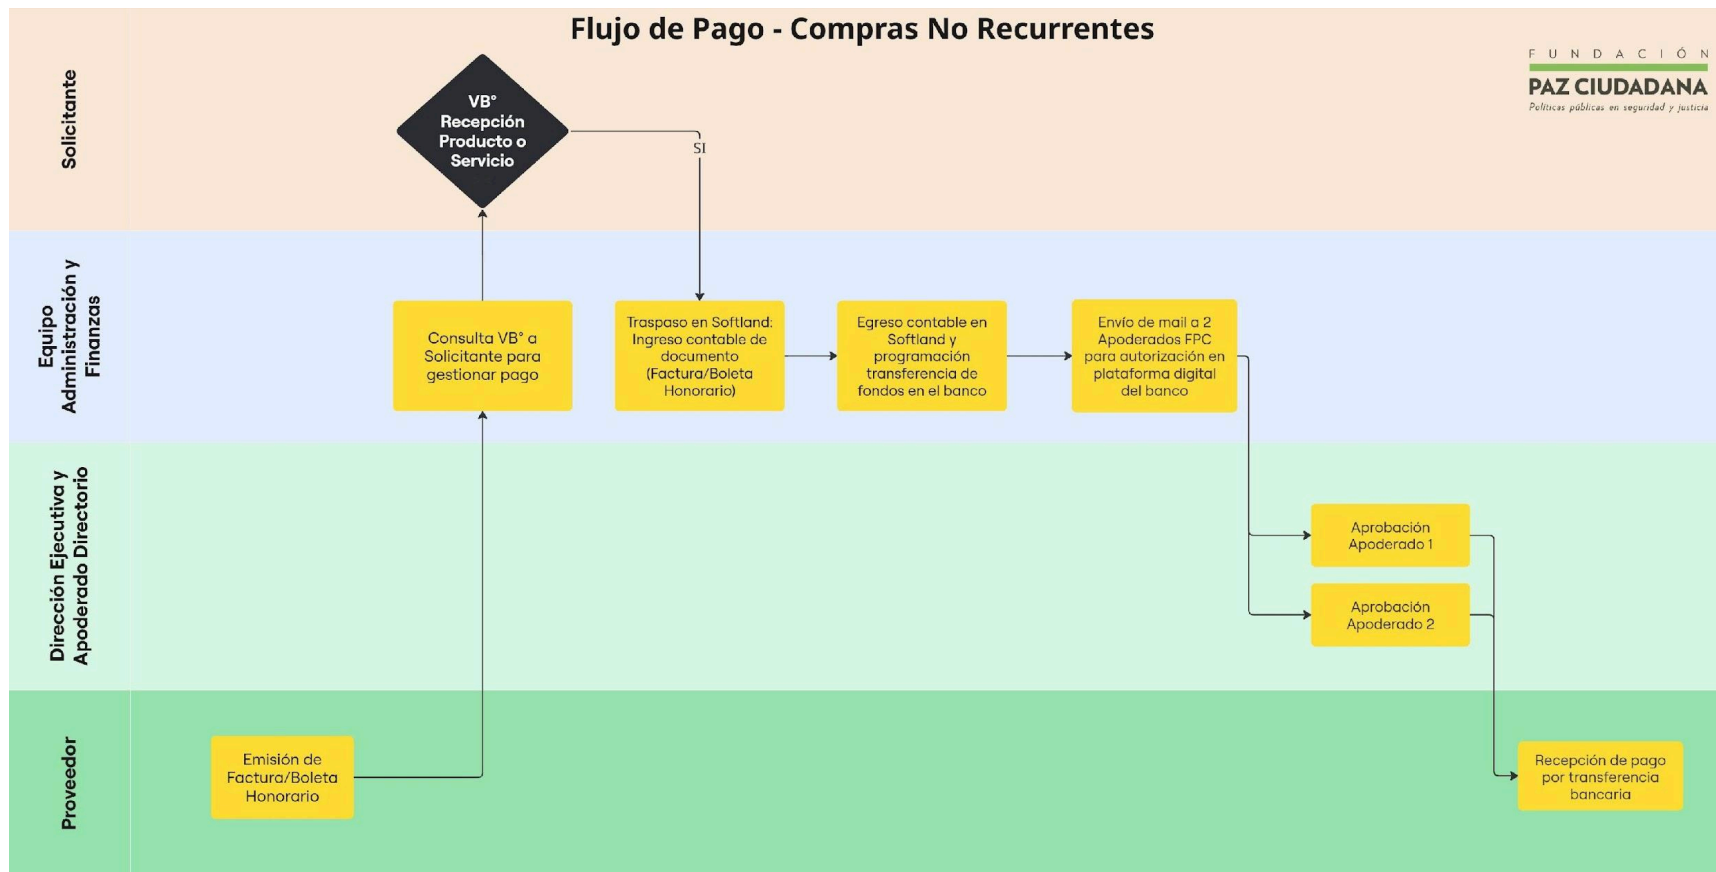 Flujo de Pago - Compras No Recurrentes
FUNDACIÓN
PAZ CIUDADANA
Políticas públicas en seguridad y justicia
Solicitante
VB°
Recepción
Producto o
Servicio
SI
Equipo
Administración y
Finanzas
Consulta VB° a
Solicitante para
gestionar pago
Traspaso en Softland:
Ingreso contable de
documento
(Factura/Boleta
Honorario)
Egreso contable en
Softland y
programación
transferencia de
fondos en el banco
Envío de mail a 2
Apoderados FPC
para autorización en
plataforma digital
del banco
Dirección Ejecutiva y
Apoderado Directorio
Aprobación
Apoderado 1
Aprobación
Apoderado 2
Proveedor
Emisión de
Factura/Boleta
Honorario
Recepción de pago
por transferencia
bancaria